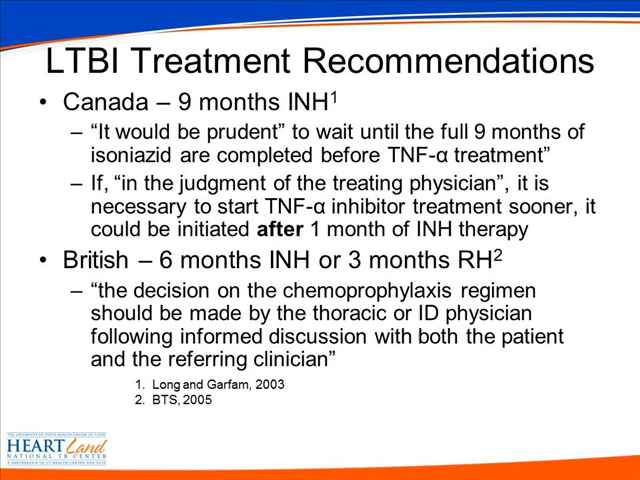 LTBI Treatment Recommendations
• Canada – 9 months INH1
– “It would be prudent” to wait until the full 9 months of
isoniazid are completed before TNF-α treatment”
– If, “in the judgment of the treating physician”, it is
necessary to start TNF-α inhibitor treatment sooner, it
could be initiated after 1 month of INH therapy
• British – 6 months INH or 3 months RH2
– “the decision on the chemoprophylaxis regimen
should be made by the thoracic or ID physician
following informed discussion with both the patient
and the referring clinician”
1. Long and Garfam, 2003
2. BTS, 2005
HEARTLand
NATIONAL TB CENTER